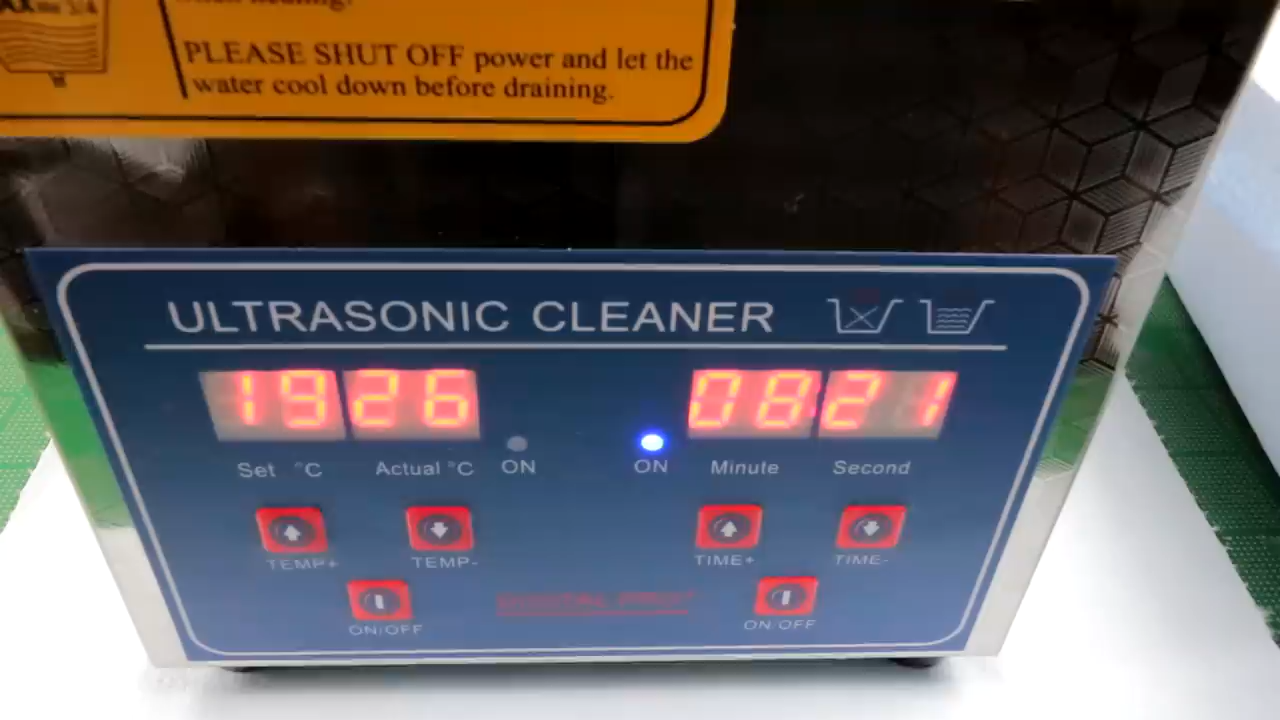 PLEASE SHUT OFF power and let the
water cool down before draining.
ULTRASONIC CLEANER
19 26 08 21
Set °C Actual °C ON ON Minute Second
TEMP+ TEMP- TIME+ TIME-
ON/OFF ON/OFF